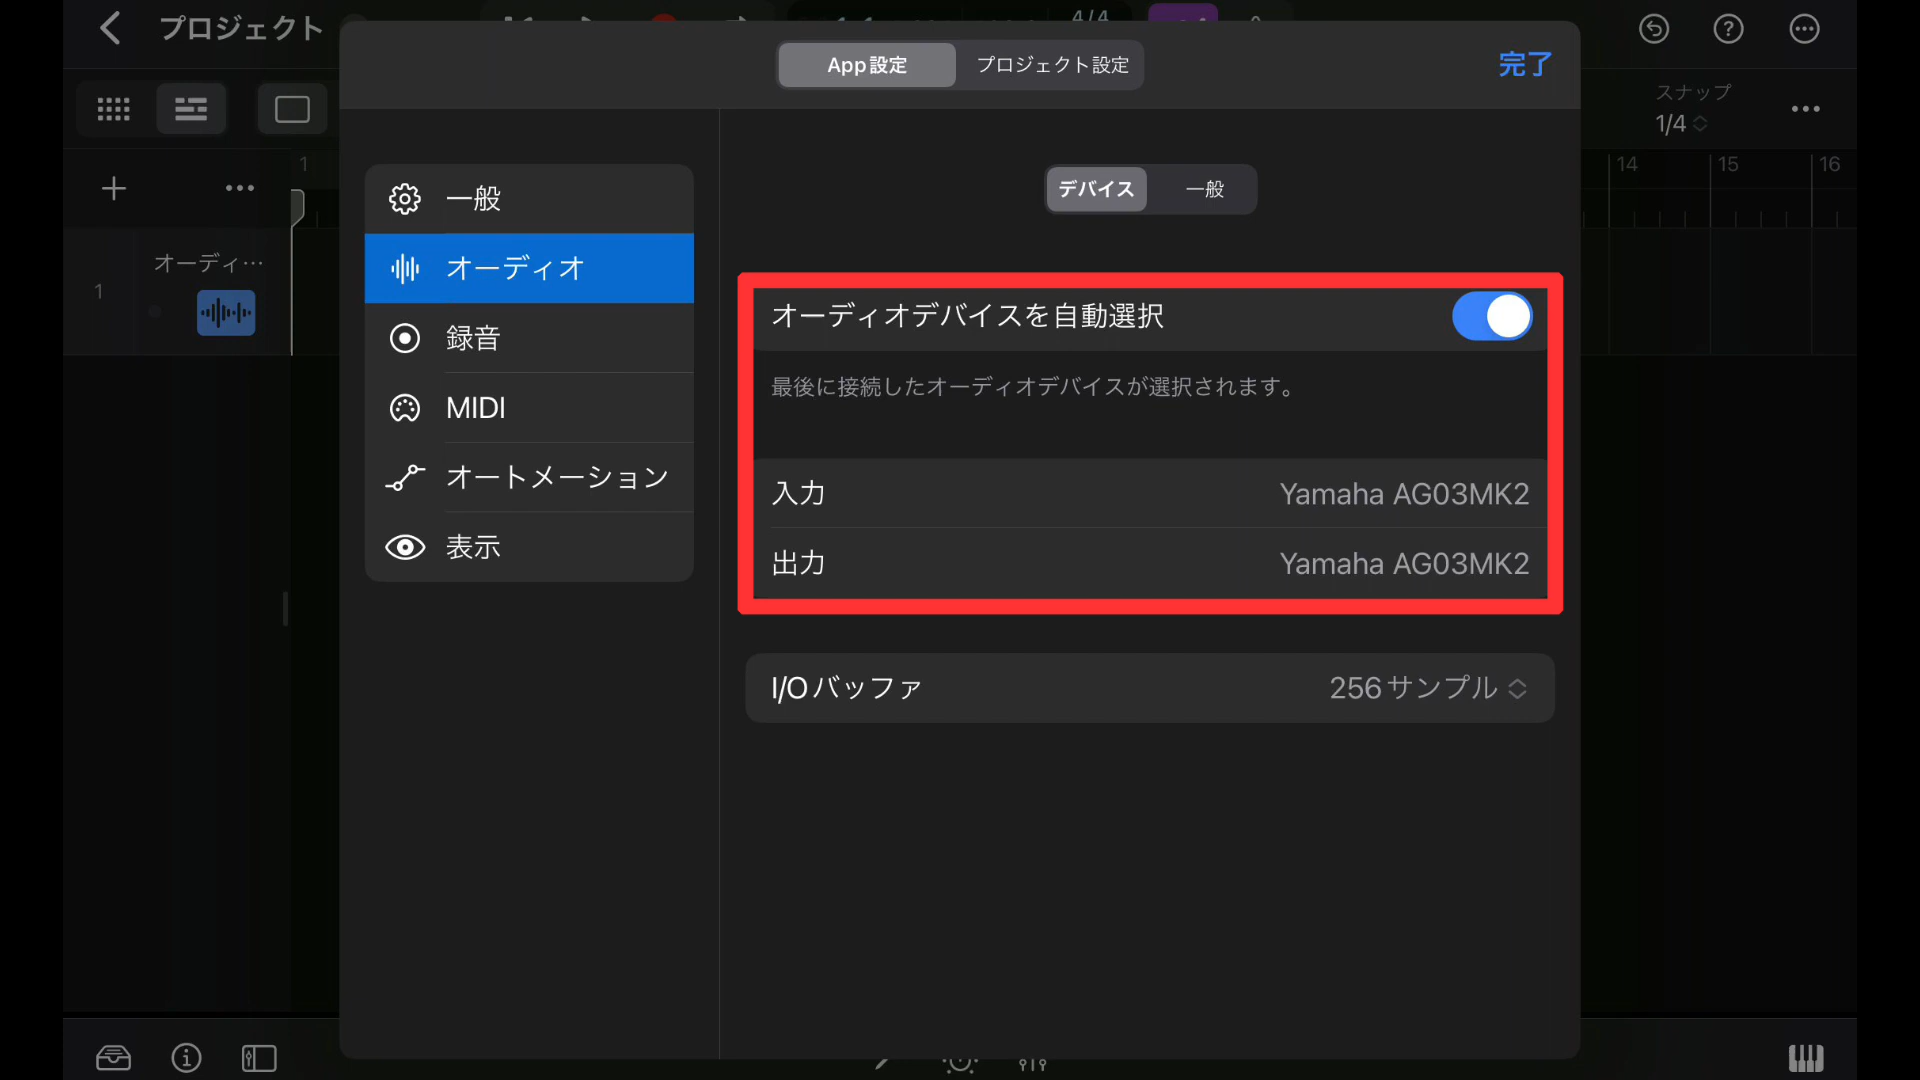 プロジェクト
4/4
App設定
プロジェクト設定
完了
スナップ
1/4
1
14
15
16
オーディ…
1
一般
オーディオ
録音
MIDI
オートメーション
表示
デバイス
一般
オーディオデバイスを自動選択
最後に接続したオーディオデバイスが選択されます。
入力
Yamaha AG03MK2
出力
Yamaha AG03MK2
I/Oバッファ
256サンプル